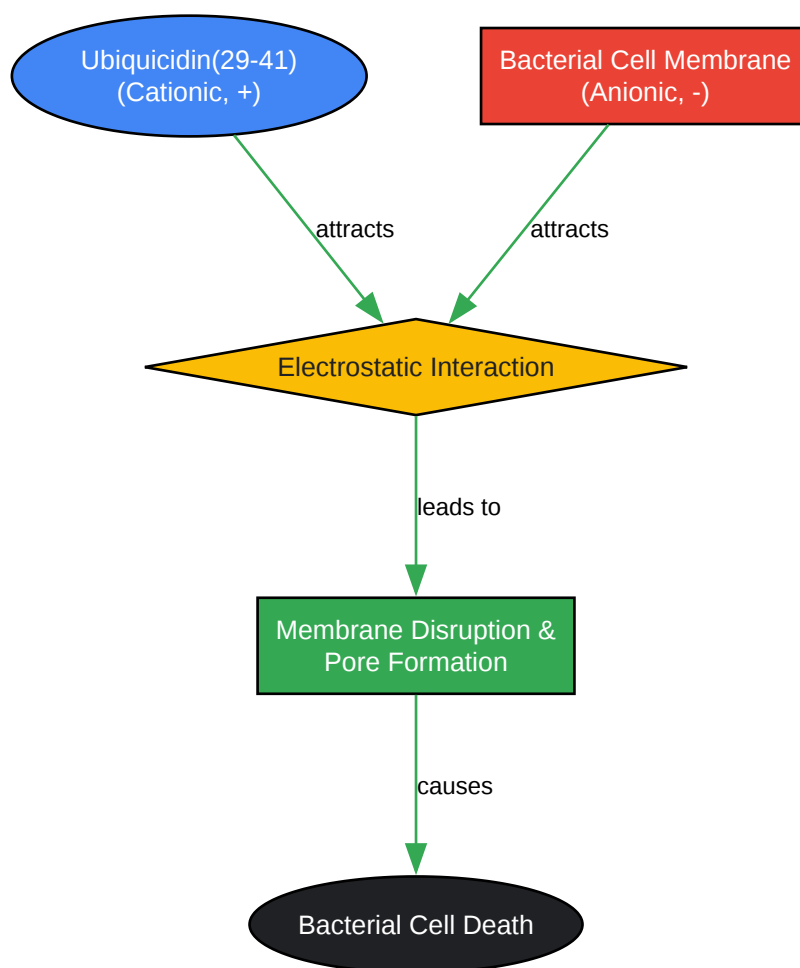 Ubiquicidin(29-41)
(Cationic, +)
Bacterial Cell Membrane
(Anionic, -)
attracts
attracts
Electrostatic Interaction
leads to
Membrane Disruption &
Pore Formation
causes
Bacterial Cell Death